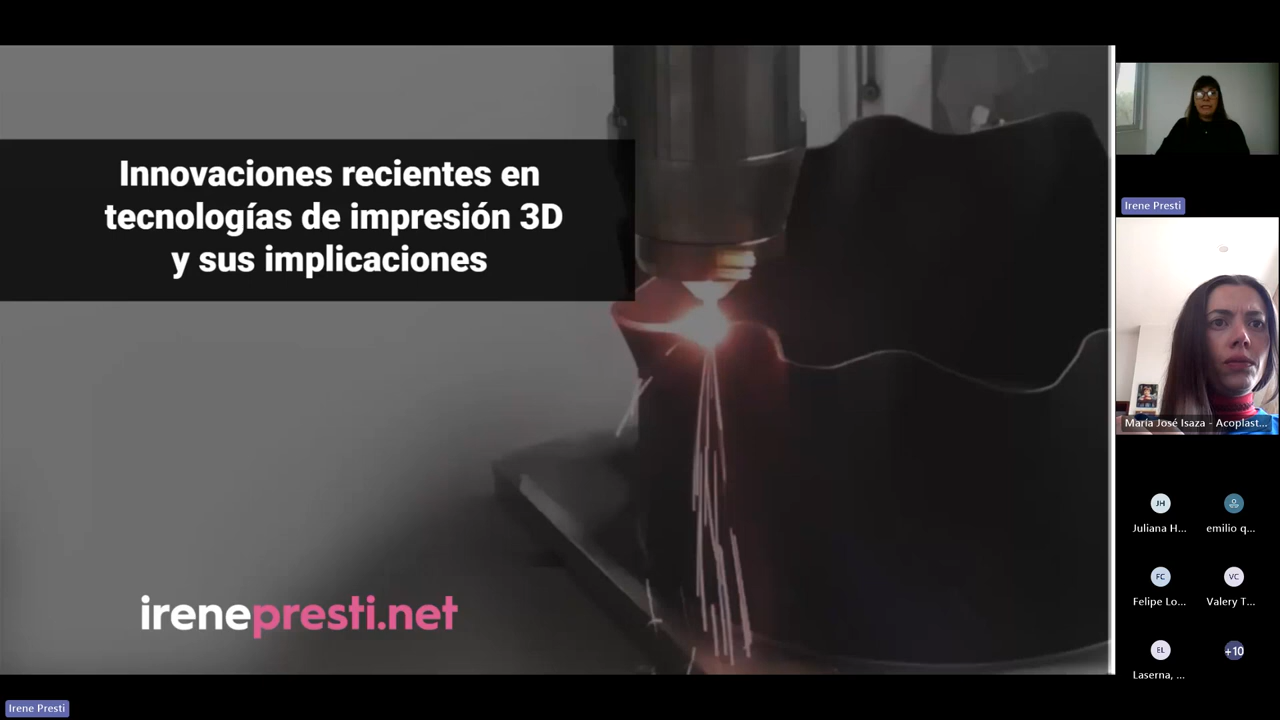 Innovaciones recientes en
tecnologías de impresión 3D
y sus implicaciones
irenepresti.net
Irene Presti
Irene Presti
María José Isaza - Acoplast...
JH
Juliana H...
emilio q...
FC
Felipe Lo...
VC
Valery T...
EL
Laserna, ...
+10